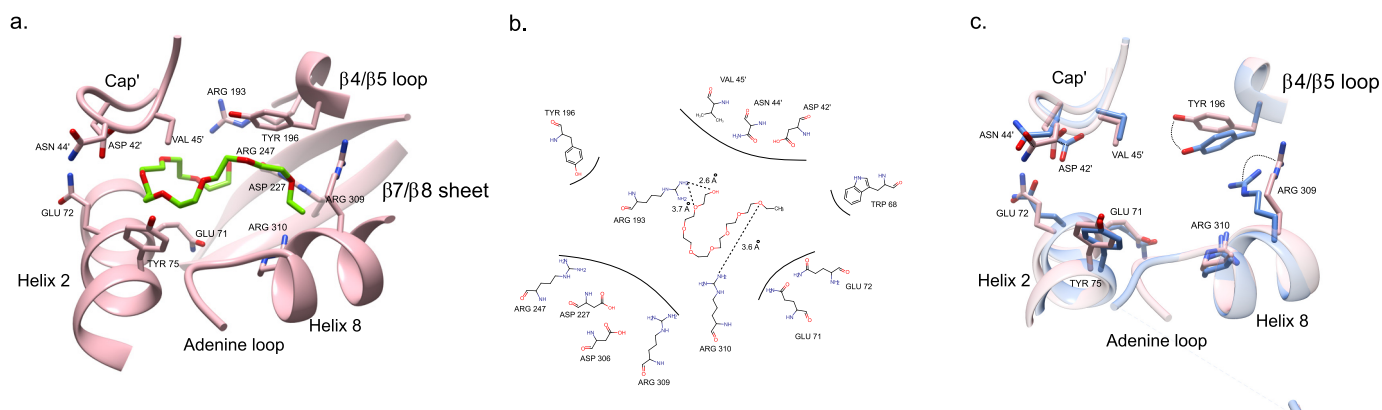 a.
Cap'
β4/β5 loop
ARG 193
TYR 196
VAL 45'
ASN 44'
ASP 42'
ARG 247
ASP 227
β7/β8 sheet
GLU 72
ARG 309
GLU 71
ARG 310
TYR 75
Helix 2
Helix 8
Adenine loop
b.
VAL 45'
ASN 44'
ASP 42'
TYR 196
TRP 68
2.6 Å
3.7 Å
ARG 193
3.6 Å
GLU 72
GLU 71
ARG 247
ASP 227
ASP 306
ARG 309
ARG 310
c.
Cap'
β4/β5 loop
TYR 196
ASN 44'
ASP 42'
VAL 45'
ARG 309
GLU 72
GLU 71
ARG 310
Helix 2
TYR 75
Helix 8
Adenine loop